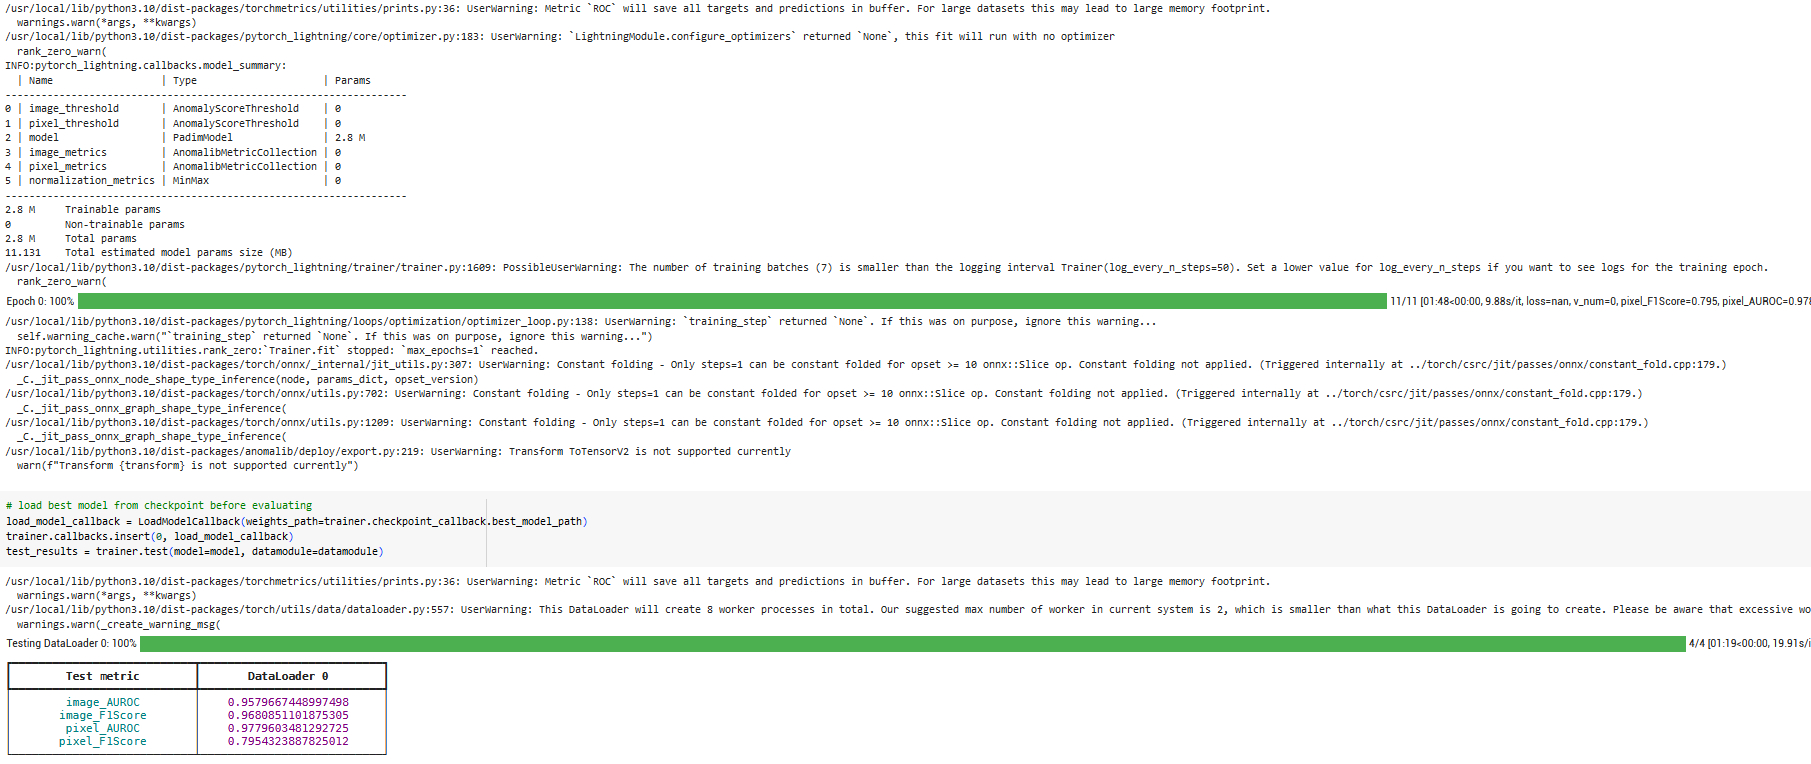 /usr/local/lib/python3.10/dist-packages/torchmetrics/utilities/prints.py:36: UserWarning: Metric `ROC` will save all targets and predictions in buffer. For large datasets this may lead to large memory footprint.
  warnings.warn(*args, **kwargs)
/usr/local/lib/python3.10/dist-packages/pytorch_lightning/core/optimizer.py:183: UserWarning: `LightningModule.configure_optimizers` returned `None`, this fit will run with no optimizer
  rank_zero_warn(
INFO:pytorch_lightning.callbacks.model_summary:
  | Name                  | Type                     | Params
-------------------------------------------------------------------
0 | image_threshold       | AnomalyScoreThreshold    | 0
1 | pixel_threshold       | AnomalyScoreThreshold    | 0
2 | model                 | PadimModel               | 2.8 M
3 | image_metrics         | AnomalibMetricCollection | 0
4 | pixel_metrics         | AnomalibMetricCollection | 0
5 | normalization_metrics | MinMax                   | 0
-------------------------------------------------------------------
2.8 M     Trainable params
0         Non-trainable params
2.8 M     Total params
11.131    Total estimated model params size (MB)
/usr/local/lib/python3.10/dist-packages/pytorch_lightning/trainer/trainer.py:1609: PossibleUserWarning: The number of training batches (7) is smaller than the logging interval Trainer(log_every_n_steps=50). Set a lower value for log_every_n_steps if you want to see logs for the training epoch.
  rank_zero_warn(
Epoch 0: 100% 11/11 [01:48<00:00, 9.88s/it, loss=nan, v_num=0, pixel_F1Score=0.795, pixel_AUROC=0.978
/usr/local/lib/python3.10/dist-packages/pytorch_lightning/loops/optimization/optimizer_loop.py:138: UserWarning: `training_step` returned `None`. If this was on purpose, ignore this warning...
  self.warning_cache.warn("`training_step` returned `None`. If this was on purpose, ignore this warning...")
INFO:pytorch_lightning.utilities.rank_zero:`Trainer.fit` stopped: `max_epochs=1` reached.
/usr/local/lib/python3.10/dist-packages/torch/onnx/_internal/jit_utils.py:307: UserWarning: Constant folding - Only steps=1 can be constant folded for opset >= 10 onnx::Slice op. Constant folding not applied. (Triggered internally at ../torch/csrc/jit/passes/onnx/constant_fold.cpp:179.)
  _C._jit_pass_onnx_node_shape_type_inference(node, params_dict, opset_version)
/usr/local/lib/python3.10/dist-packages/torch/onnx/utils.py:702: UserWarning: Constant folding - Only steps=1 can be constant folded for opset >= 10 onnx::Slice op. Constant folding not applied. (Triggered internally at ../torch/csrc/jit/passes/onnx/constant_fold.cpp:179.)
  _C._jit_pass_onnx_graph_shape_type_inference(
/usr/local/lib/python3.10/dist-packages/torch/onnx/utils.py:1209: UserWarning: Constant folding - Only steps=1 can be constant folded for opset >= 10 onnx::Slice op. Constant folding not applied. (Triggered internally at ../torch/csrc/jit/passes/onnx/constant_fold.cpp:179.)
  _C._jit_pass_onnx_graph_shape_type_inference(
/usr/local/lib/python3.10/dist-packages/anomalib/deploy/export.py:219: UserWarning: Transform ToTensorV2 is not supported currently
  warn(f"Transform {transform} is not supported currently")
# load best model from checkpoint before evaluating
load_model_callback = LoadModelCallback(weights_path=trainer.checkpoint_callback.best_model_path)
trainer.callbacks.insert(0, load_model_callback)
test_results = trainer.test(model=model, datamodule=datamodule)
/usr/local/lib/python3.10/dist-packages/torchmetrics/utilities/prints.py:36: UserWarning: Metric `ROC` will save all targets and predictions in buffer. For large datasets this may lead to large memory footprint.
  warnings.warn(*args, **kwargs)
/usr/local/lib/python3.10/dist-packages/torch/utils/data/dataloader.py:557: UserWarning: This DataLoader will create 8 worker processes in total. Our suggested max number of worker in current system is 2, which is smaller than what this DataLoader is going to create. Please be aware that excessive wo
  warnings.warn(_create_warning_msg(
Testing DataLoader 0: 100% 4/4 [01:19<00:00, 19.91s/i
Test metric DataLoader 0
image_AUROC 0.9579667448997498
image_F1Score 0.9680851101875305
pixel_AUROC 0.9779603481292725
pixel_F1Score 0.7954323887825012